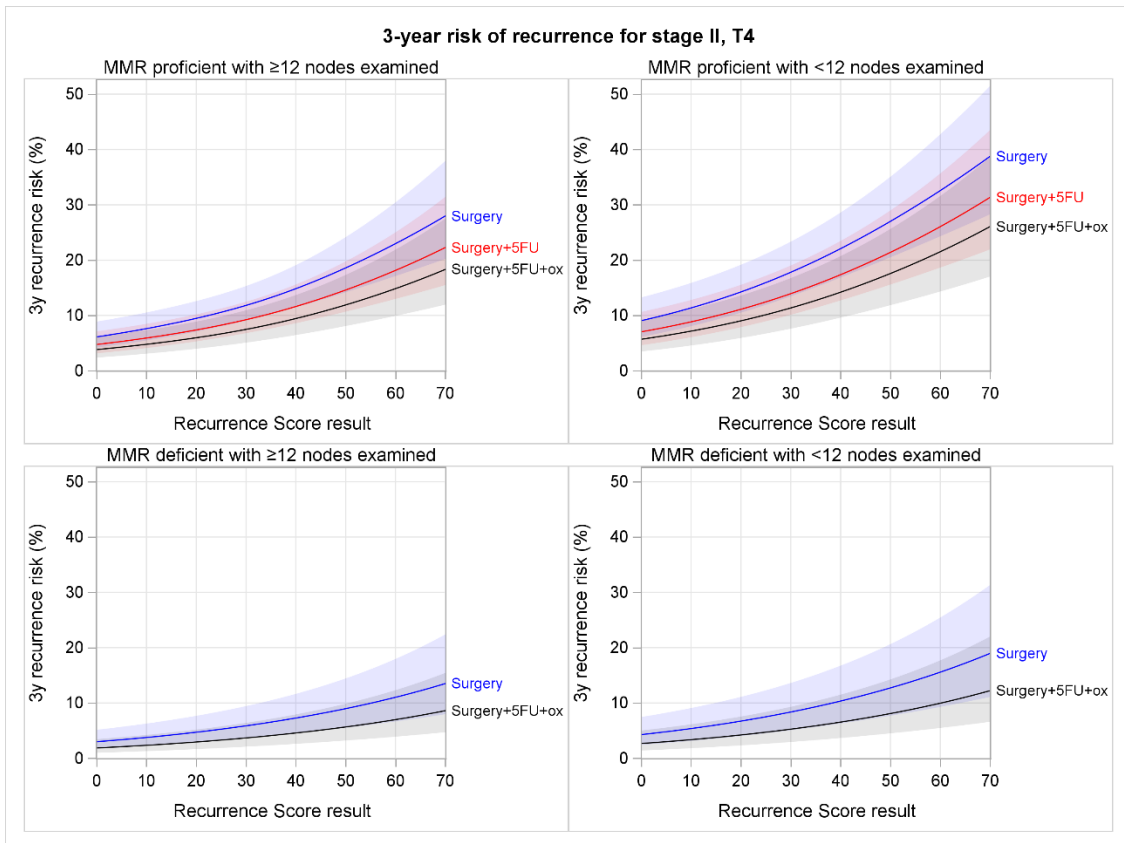 3-year risk of recurrence for stage II, T4
MMR proficient with ≥12 nodes examined
3y recurrence risk (%)
50
40
30
20
10
0
Surgery
Surgery+5FU
Surgery+5FU+ox
0 10 20 30 40 50 60 70
Recurrence Score result
MMR proficient with <12 nodes examined
3y recurrence risk (%)
50
40
30
20
10
0
Surgery
Surgery+5FU
Surgery+5FU+ox
0 10 20 30 40 50 60 70
Recurrence Score result
MMR deficient with ≥12 nodes examined
3y recurrence risk (%)
50
40
30
20
10
0
Surgery
Surgery+5FU+ox
0 10 20 30 40 50 60 70
Recurrence Score result
MMR deficient with <12 nodes examined
3y recurrence risk (%)
50
40
30
20
10
0
Surgery
Surgery+5FU+ox
0 10 20 30 40 50 60 70
Recurrence Score result